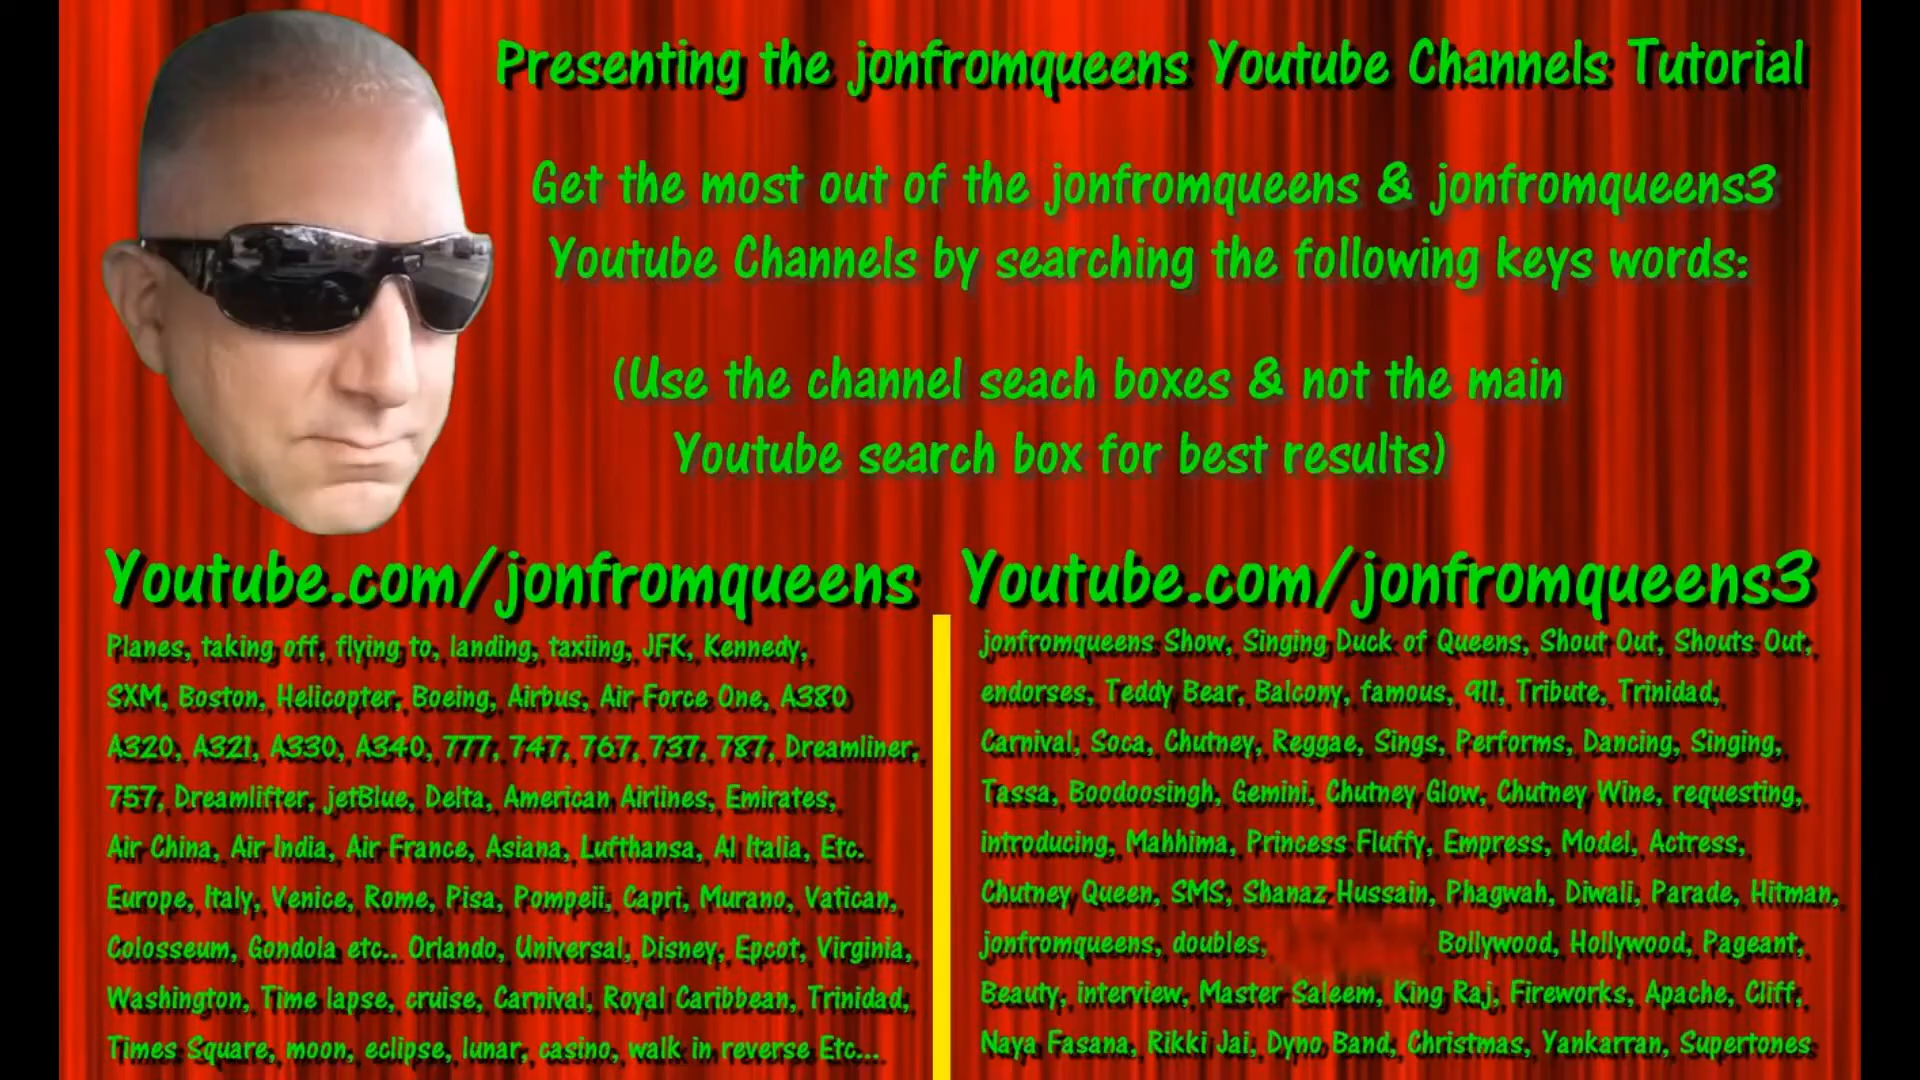 Presenting the jonfromqueens Youtube Channels Tutorial
Get the most out of the jonfromqueens & jonfromqueens3
Youtube Channels by searching the following keys words:
(Use the channel seach boxes & not the main
Youtube search box for best results)
Youtube.com/jonfromqueens
Planes, taking off, flying to, landing, taxiing, JFK, Kennedy,
SXM, Boston, Helicopter, Boeing, Airbus, Air Force One, A380
A320, A321, A330, A340, 777, 747, 767, 737, 787, Dreamliner,
757, Dreamlifter, jetBlue, Delta, American Airlines, Emirates,
Air China, Air India, Air France, Asiana, Lufthansa, Al Italia, Etc.
Europe, Italy, Venice, Rome, Pisa, Pompeii, Capri, Murano, Vatican,
Colosseum, Gondola etc.. Orlando, Universal, Disney, Epcot, Virginia,
Washington, Time lapse, cruise, Carnival, Royal Caribbean, Trinidad,
Times Square, moon, eclipse, lunar, casino, walk in reverse Etc...
Youtube.com/jonfromqueens3
jonfromqueens Show, Singing Duck of Queens, Shout Out, Shouts Out,
endorses, Teddy Bear, Balcony, famous, 911, Tribute, Trinidad,
Carnival, Soca, Chutney, Reggae, Sings, Performs, Dancing, Singing,
Tassa, Boodoosingh, Gemini, Chutney Glow, Chutney Wine, requesting,
introducing, Mahhima, Princess Fluffy, Empress, Model, Actress,
Chutney Queen, SMS, Shanaz Hussain, Phagwah, Diwali, Parade, Hitman,
jonfromqueens, doubles, Bollywood, Hollywood, Pageant,
Beauty, interview, Master Saleem, King Raj, Fireworks, Apache, Cliff,
Naya Fasana, Rikki Jai, Dyno Band, Christmas, Yankarran, Supertones